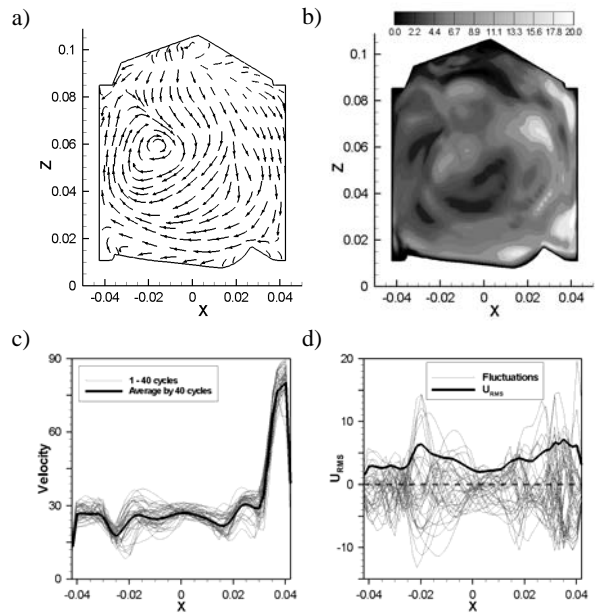 a)
0.1
0.08
0.06
Z
0.04
0.02
0
-0.04 -0.02 0 0.02 0.04
X
b)
0.0 2.2 4.4 6.7 8.9 11.1 13.3 15.6 17.8 20.0
0.1
0.08
0.06
Z
0.04
0.02
0
-0.04 -0.02 0 0.02 0.04
X
c)
90
60
30
0
Velocity
1 - 40 cycles
Average by 40 cycles
-0.04 -0.02 0 0.02 0.04
X
d)
20
10
0
-10
U RMS
Fluctuations
U RMS
-0.04 -0.02 0 0.02 0.04
X